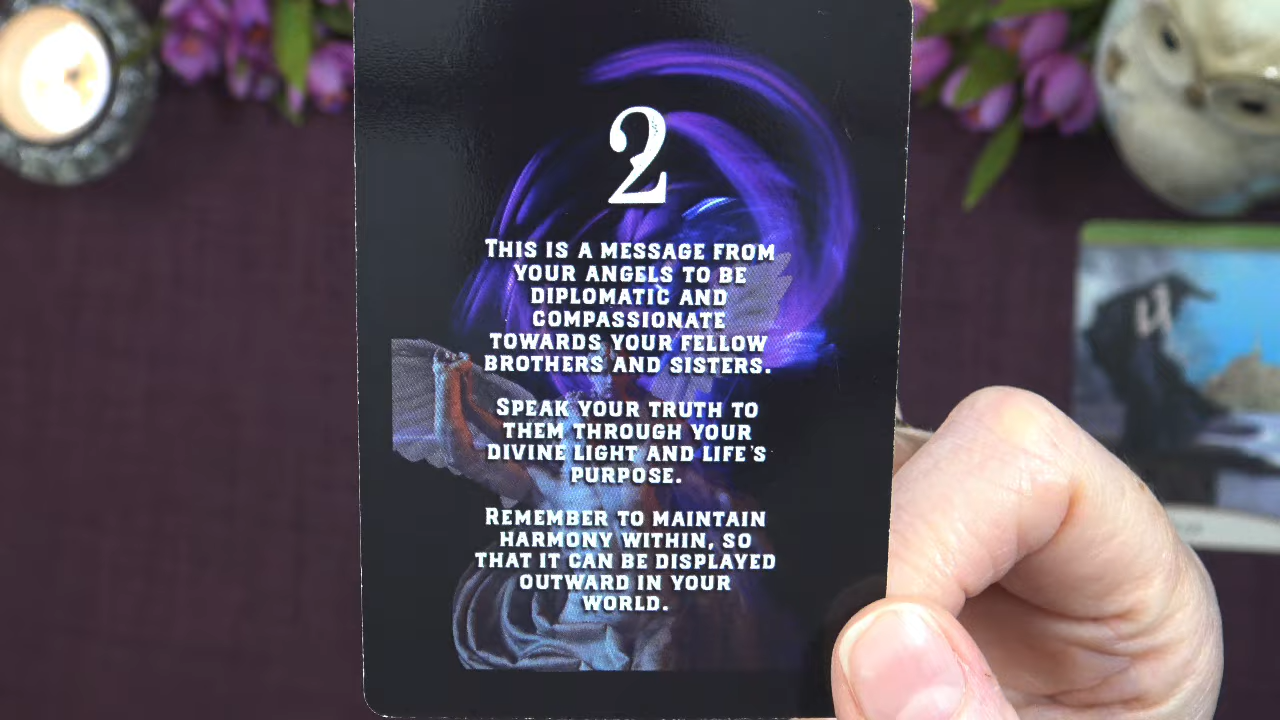 2
THIS IS A MESSAGE FROM
YOUR ANGELS TO BE
DIPLOMATIC AND
COMPASSIONATE
TOWARDS YOUR FELLOW
BROTHERS AND SISTERS.
SPEAK YOUR TRUTH TO
THEM THROUGH YOUR
DIVINE LIGHT AND LIFE'S
PURPOSE.
REMEMBER TO MAINTAIN
HARMONY WITHIN, SO
THAT IT CAN BE DISPLAYED
OUTWARD IN YOUR
WORLD.